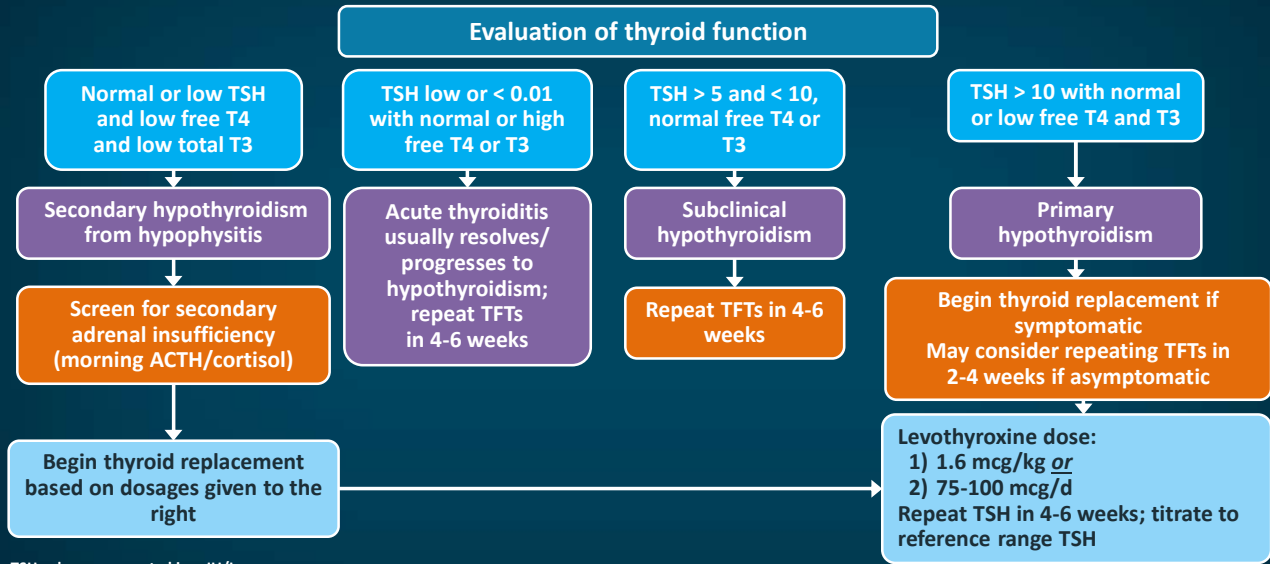 Evaluation of thyroid function
Normal or low TSH
and low free T4
and low total T3
Secondary hypothyroidism
from hypophysitis
Screen for secondary
adrenal insufficiency
(morning ACTH/cortisol)
Begin thyroid replacement
based on dosages given to the
right
TSH low or < 0.01
with normal or high
free T4 or T3
Acute thyroiditis
usually resolves/
progresses to
hypothyroidism;
repeat TFTs
in 4-6 weeks
TSH > 5 and < 10,
normal free T4 or
T3
Subclinical
hypothyroidism
Repeat TFTs in 4-6
weeks
TSH > 10 with normal
or low free T4 and T3
Primary
hypothyroidism
Begin thyroid replacement if
symptomatic
May consider repeating TFTs in
2-4 weeks if asymptomatic
Levothyroxine dose:
1) 1.6 mcg/kg or
2) 75-100 mcg/d
Repeat TSH in 4-6 weeks; titrate to
reference range TSH